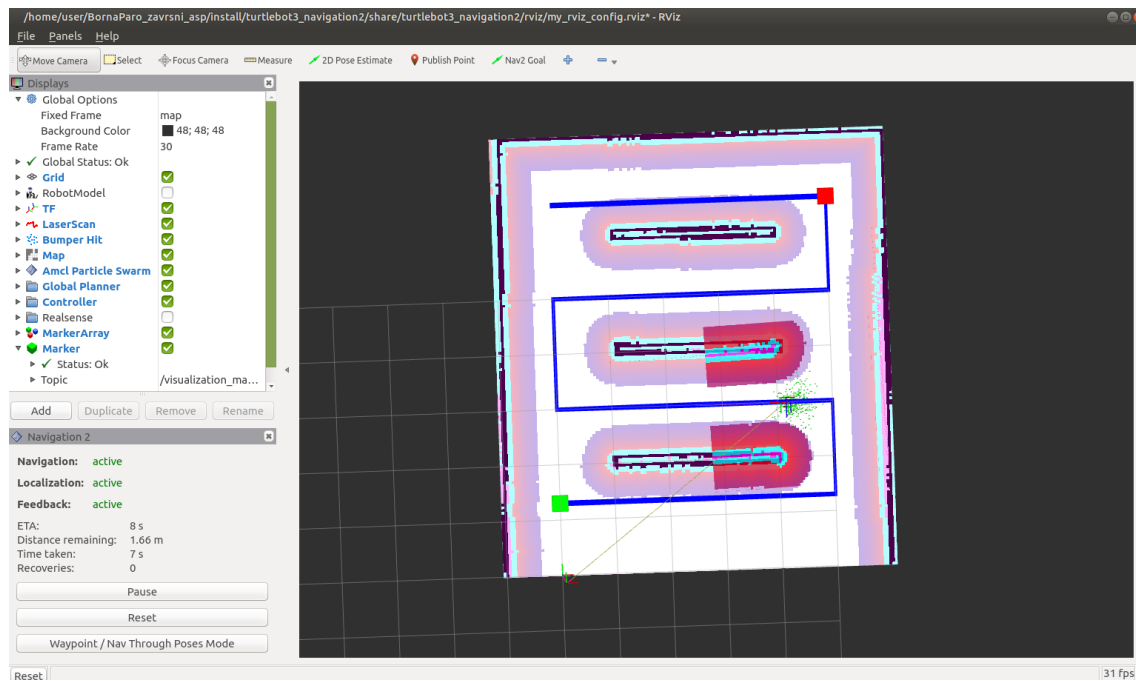 /home/user/BornaParo_zavrsni_asp/install/turtlebot3_navigation2/share/turtlebot3_navigation2/rviz/my_rviz_config.rviz* - RViz
File Panels Help
Move Camera Select Focus Camera Measure 2D Pose Estimate Publish Point Nav2 Goal
Displays
Global Options
Fixed Frame map
Background Color 48; 48; 48
Frame Rate 30
Global Status: Ok
Grid
RobotModel
TF
LaserScan
Bumper Hit
Map
Amcl Particle Swarm
Global Planner
Controller
Realsense
MarkerArray
Marker
Status: Ok
Topic /visualization_ma...
Add Duplicate Remove Rename
Navigation 2
Navigation: active
Localization: active
Feedback: active
ETA: 8 s
Distance remaining: 1.66 m
Time taken: 7 s
Recoveries: 0
Pause
Reset
Waypoint / Nav Through Poses Mode
Reset 31 fps